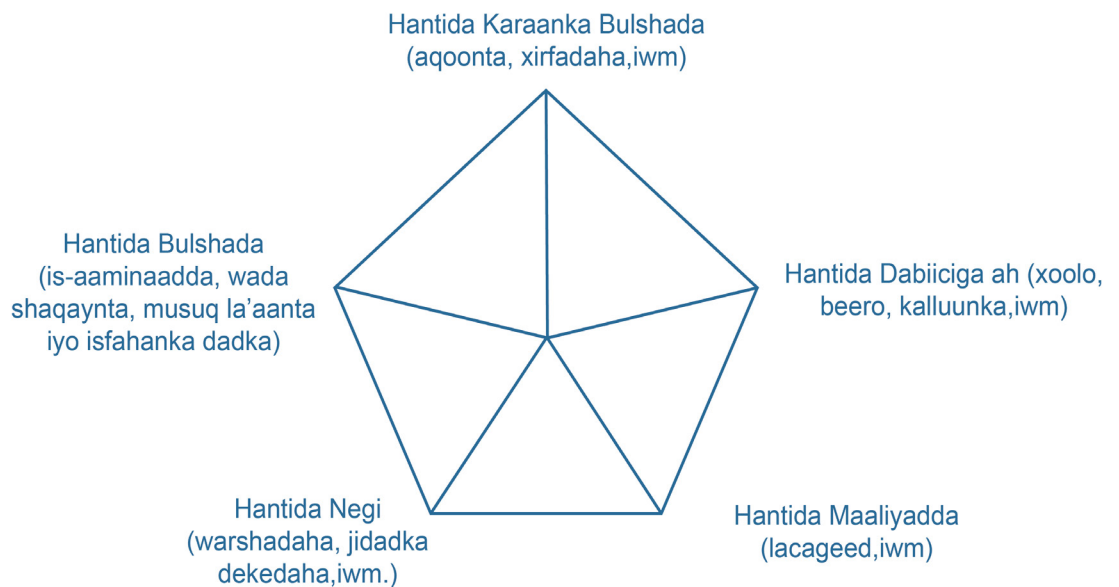 Hantida Karaanka Bulshada
(aqoonta, xirfadaha,iwm)
Hantida Bulshada
(is-aaminaadda, wada
shaqaynta, musuq la'aanta
iyo isfahanka dadka)
Hantida Dabiiciga ah (xoolo,
beero, kalluunka,iwm)
Hantida Negi
(warshadaha, jidadka
dekedaha,iwm.)
Hantida Maaliyadda
(lacageed,iwm)